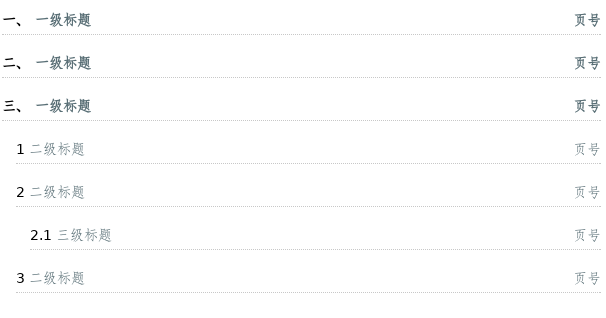 一、 一级标题 页号
二、 一级标题 页号
三、 一级标题 页号
1 二级标题 页号
2 二级标题 页号
2.1 三级标题 页号
3 二级标题 页号